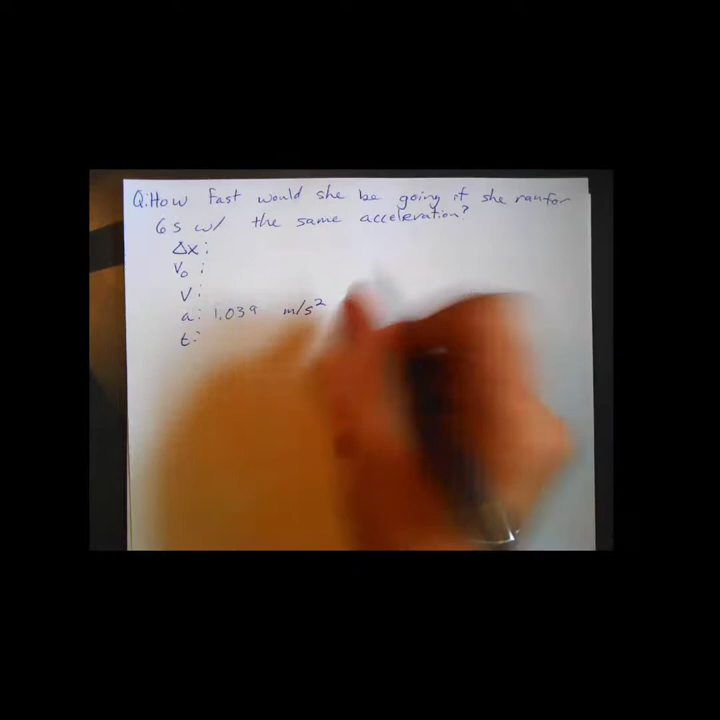 Q: How fast would she be going if she ran for
6 s w/ the same acceleration?
Δx:
V₀:
V:
a: 1.039 m/s²
t: